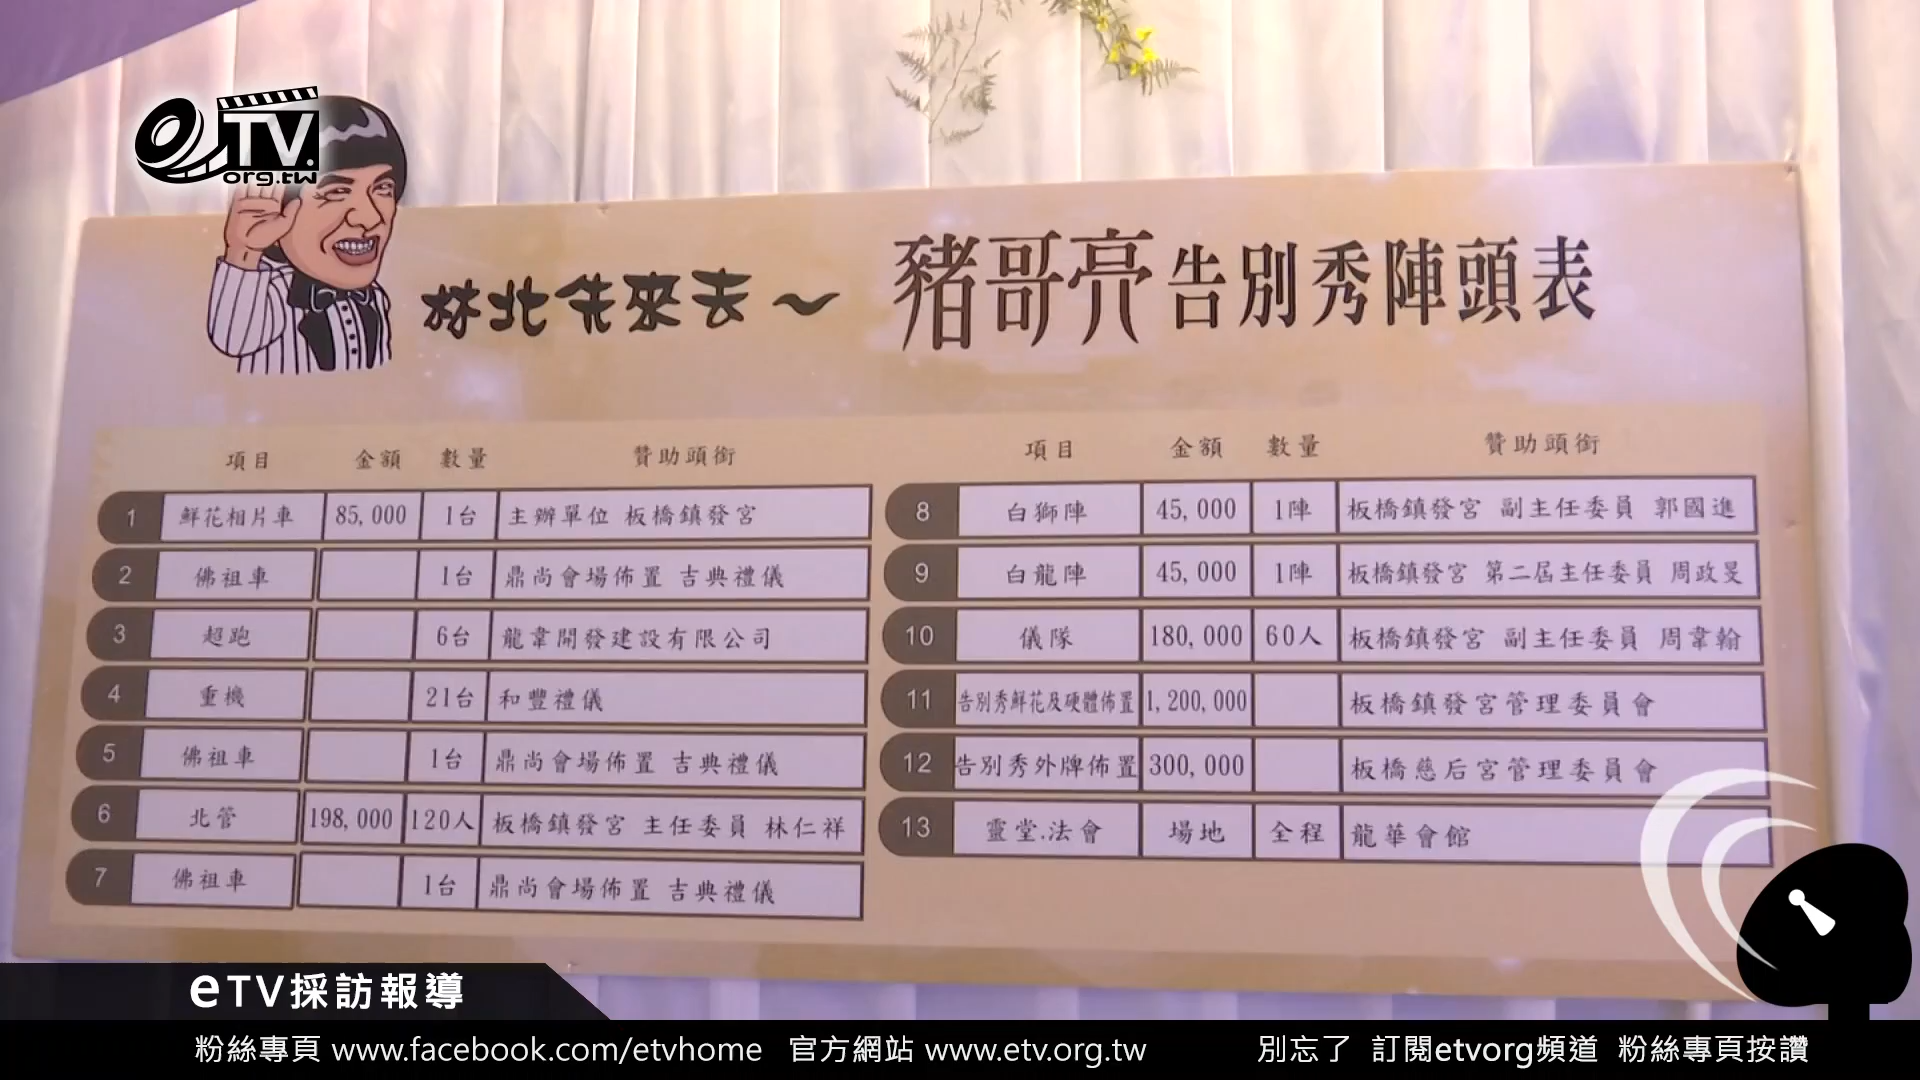 eTV.
org.tw
林北先來去～ 豬哥亮告別秀陣頭表
項目 金額 數量 贊助頭銜
1 鮮花相片車 85,000 1台 主辦單位 板橋鎮發宮
2 佛祖車 1台 鼎尚會場佈置 吉典禮儀
3 超跑 6台 龍韋開發建設有限公司
4 重機 21台 和豐禮儀
5 佛祖車 1台 鼎尚會場佈置 吉典禮儀
6 北管 198,000 120人 板橋鎮發宮 主任委員 林仁祥
7 佛祖車 1台 鼎尚會場佈置 吉典禮儀
項目 金額 數量 贊助頭銜
8 白獅陣 45,000 1陣 板橋鎮發宮 副主任委員 郭國進
9 白龍陣 45,000 1陣 板橋鎮發宮 第二屆主任委員 周政旻
10 儀隊 180,000 60人 板橋鎮發宮 副主任委員 周韋翰
11 告別秀鮮花及硬體佈置 1,200,000 板橋鎮發宮管理委員會
12 告別秀外牌佈置 300,000 板橋慈后宮管理委員會
13 靈堂.法會 場地 全程 龍華會館
eTV採訪報導
粉絲專頁 www.facebook.com/etvhome 官方網站 www.etv.org.tw 別忘了 訂閱etvorg頻道 粉絲專頁按讚